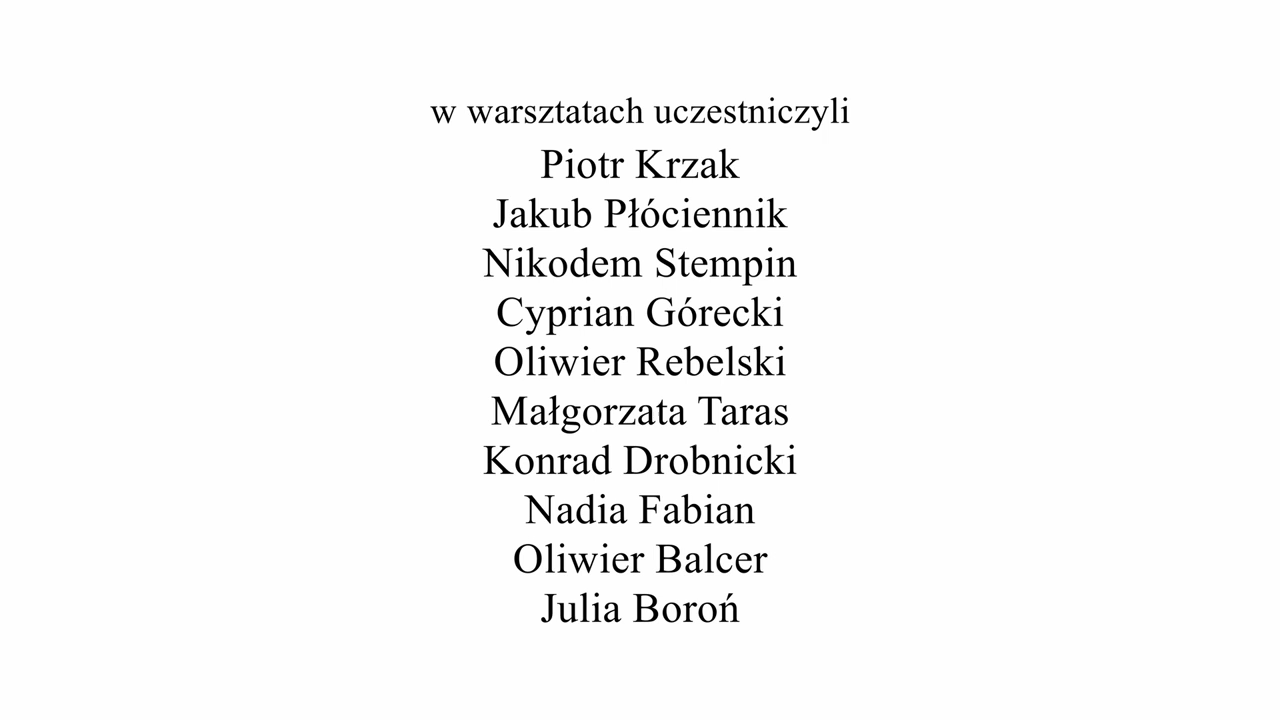 w warsztatach uczestniczyli
Piotr Krzak
Jakub Płóciennik
Nikodem Stempin
Cyprian Górecki
Oliwier Rebelski
Małgorzata Taras
Konrad Drobnicki
Nadia Fabian
Oliwier Balcer
Julia Boroń